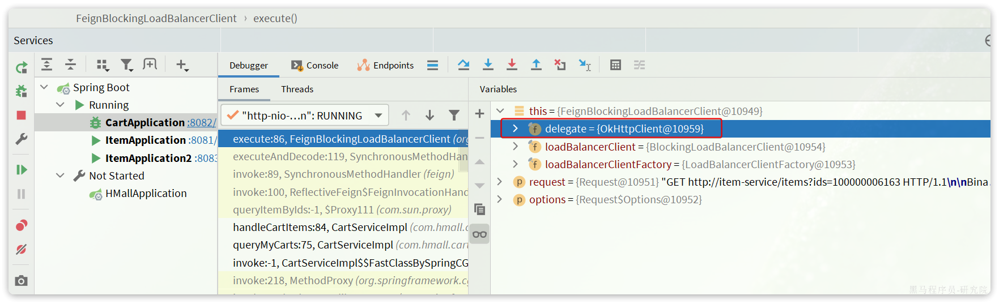 FeignBlockingLoadBalancerClient › execute()
Services
Debugger
Console
Endpoints
Spring Boot
Running
CartApplication :8082/
ItemApplication :8081/
ItemApplication2 :8083
Not Started
HMallApplication
Frames
Threads
"http-nio-...n": RUNNING
execute:86, FeignBlockingLoadBalancerClient (org
executeAndDecode:119, SynchronousMethodHan
invoke:89, SynchronousMethodHandler (feign)
invoke:100, ReflectiveFeign$FeignInvocationHand
queryItemByIds:-1, $Proxy111 (com.sun.proxy)
handleCartItems:84, CartServiceImpl (com.hmall.c
queryMyCarts:75, CartServiceImpl (com.hmall.cart
invoke:-1, CartServiceImpl$$FastClassBySpringCG
invoke:218, MethodProxy (org.springframework.cg
Variables
this = {FeignBlockingLoadBalancerClient@10949}
delegate = {OkHttpClient@10959}
loadBalancerClient = {BlockingLoadBalancerClient@10954}
loadBalancerClientFactory = {LoadBalancerClientFactory@10953}
request = {Request@10951} "GET http://item-service/items?ids=100000006163 HTTP/1.1\n\nBina
options = {Request$Options@10952}
黑马程序员-研究院